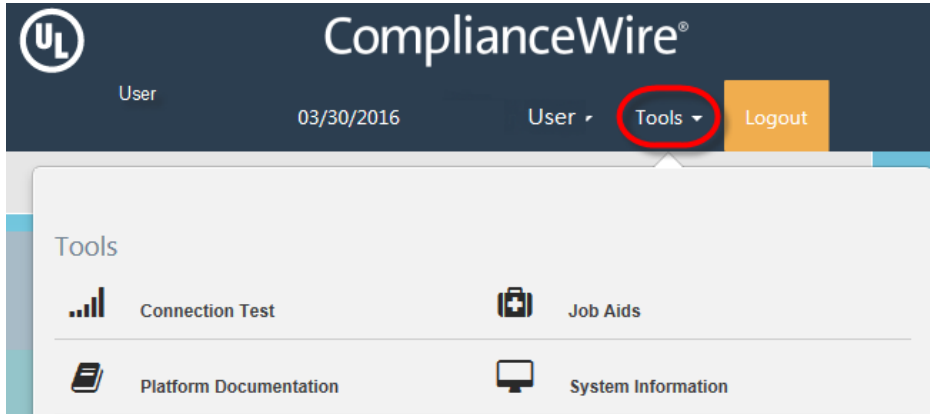 UL
ComplianceWire®
User
03/30/2016 User Tools Logout
Tools
Connection Test Job Aids
Platform Documentation System Information